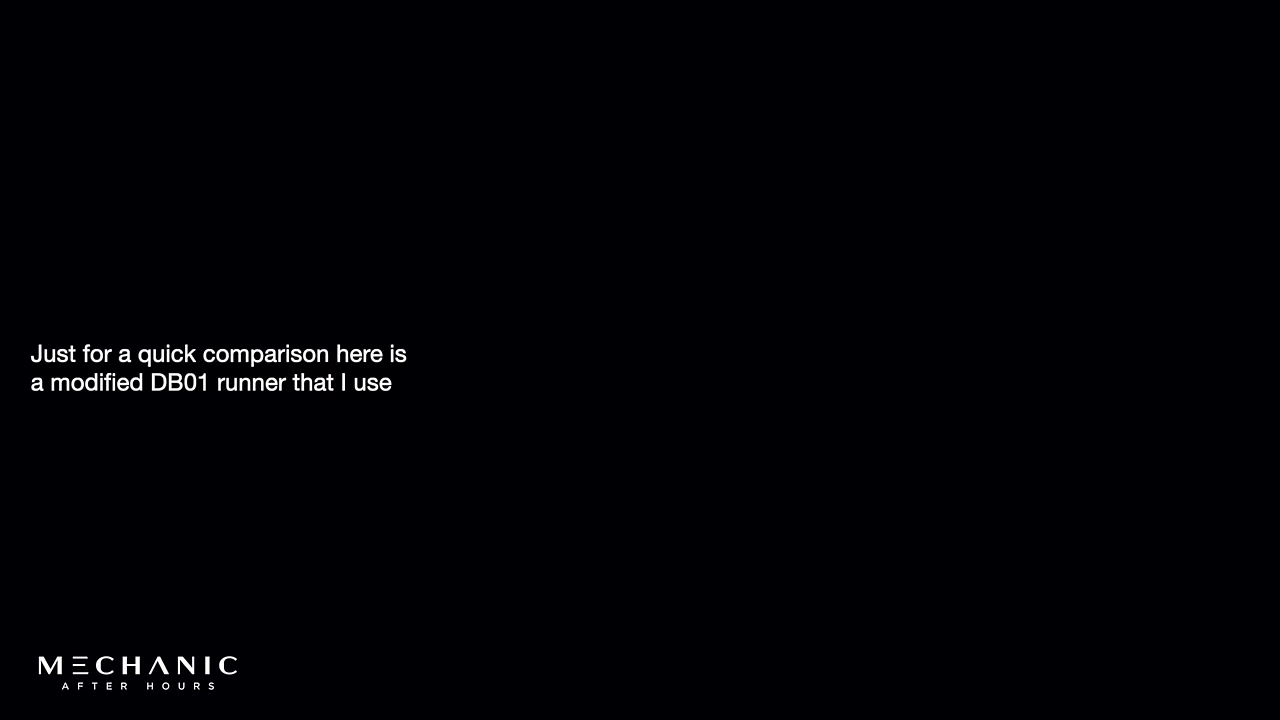 Just for a quick comparison here is
a modified DB01 runner that I use
MECHANIC
AFTER HOURS